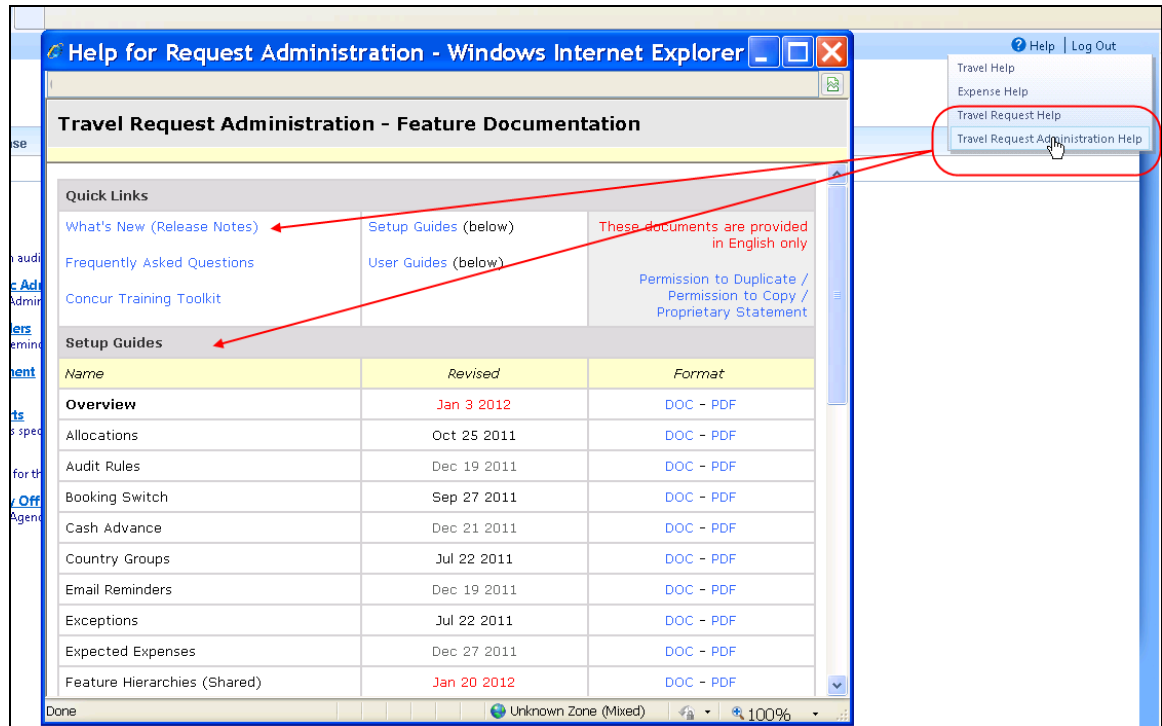 Help for Request Administration - Windows Internet Explorer
Help | Log Out
Travel Help
Expense Help
Travel Request Help
Travel Request Administration Help
Travel Request Administration - Feature Documentation
Quick Links
What's New (Release Notes)
Setup Guides (below)
These documents are provided
in English only
Frequently Asked Questions
User Guides (below)
Permission to Duplicate /
Permission to Copy /
Proprietary Statement
Concur Training Toolkit
Setup Guides
Name Revised Format
Overview Jan 3 2012 DOC - PDF
Allocations Oct 25 2011 DOC - PDF
Audit Rules Dec 19 2011 DOC - PDF
Booking Switch Sep 27 2011 DOC - PDF
Cash Advance Dec 21 2011 DOC - PDF
Country Groups Jul 22 2011 DOC - PDF
Email Reminders Dec 19 2011 DOC - PDF
Exceptions Jul 22 2011 DOC - PDF
Expected Expenses Dec 27 2011 DOC - PDF
Feature Hierarchies (Shared) Jan 20 2012 DOC - PDF
Done Unknown Zone (Mixed) 100%